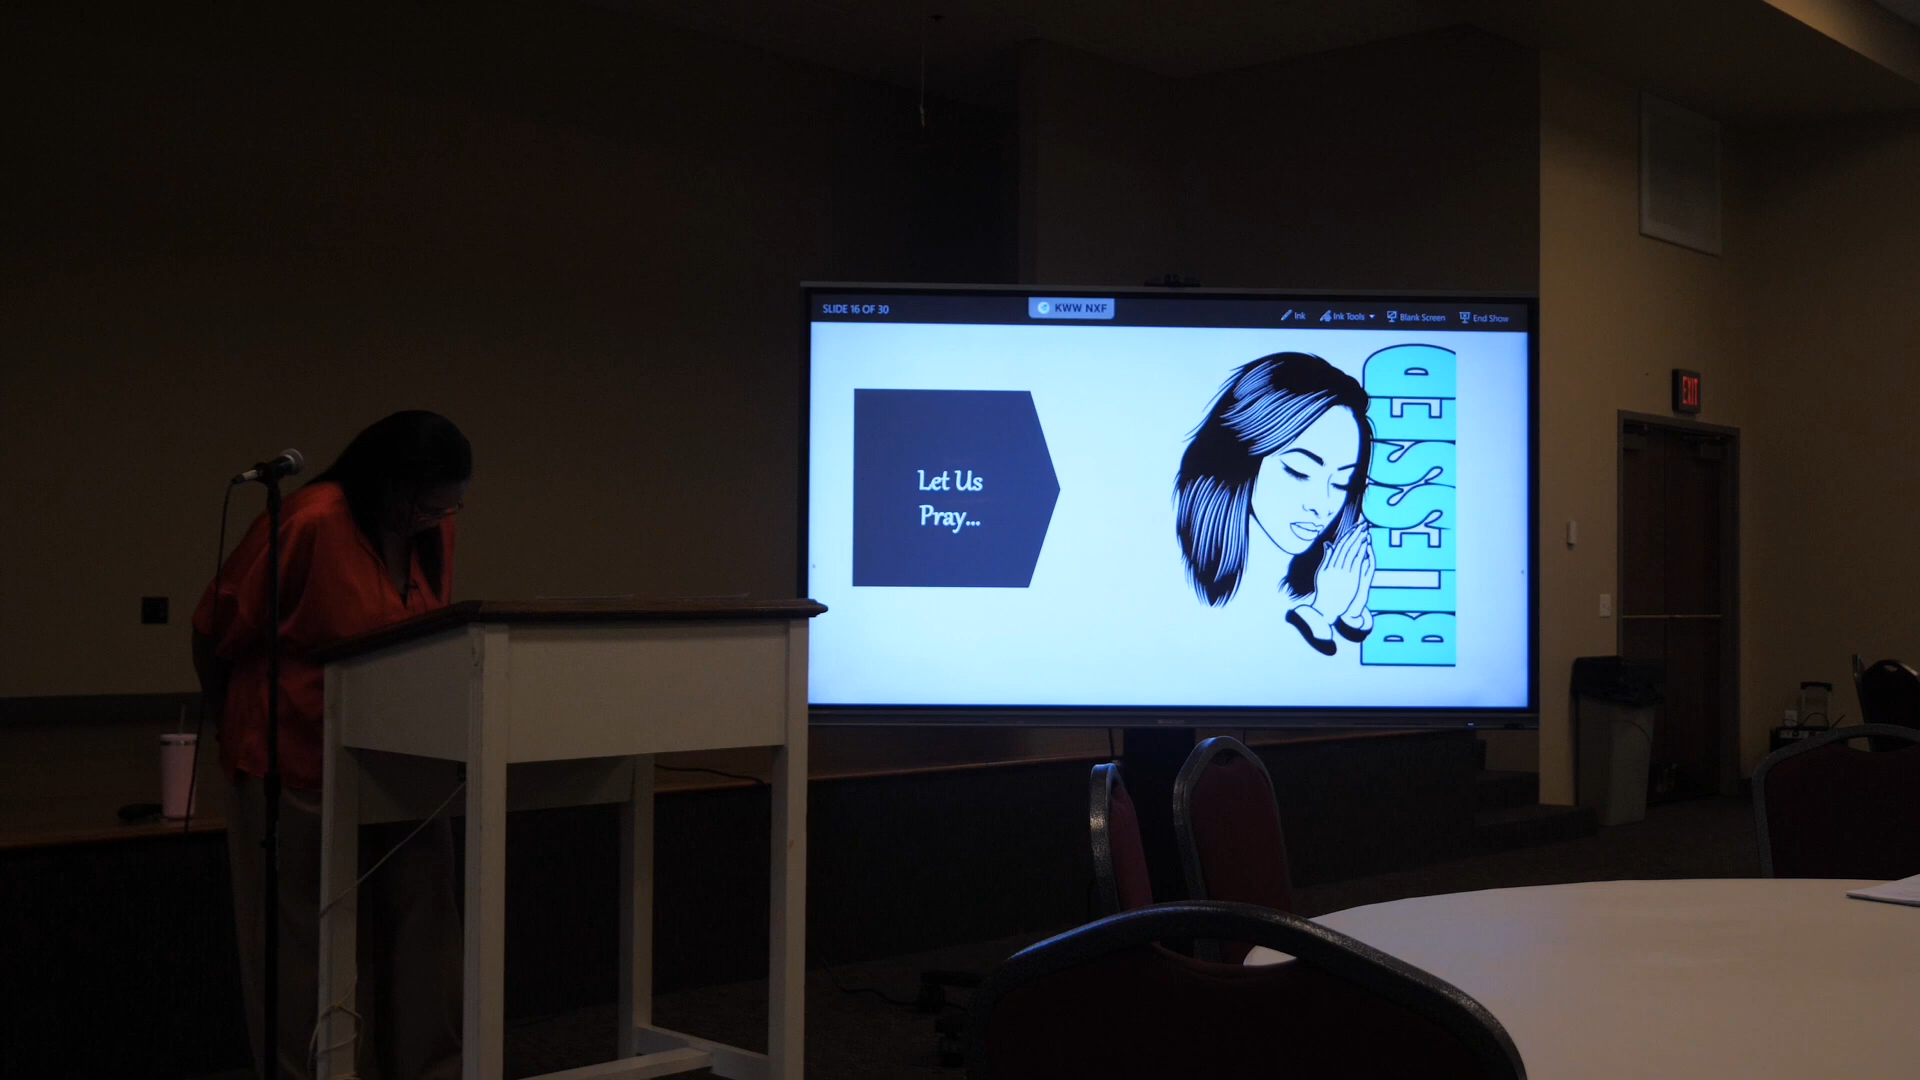 SLIDE 16 OF 30
KWW NXF
Ink
Ink Tools
Blank Screen
End Show
Let Us
Pray...
BLESSED
EXIT